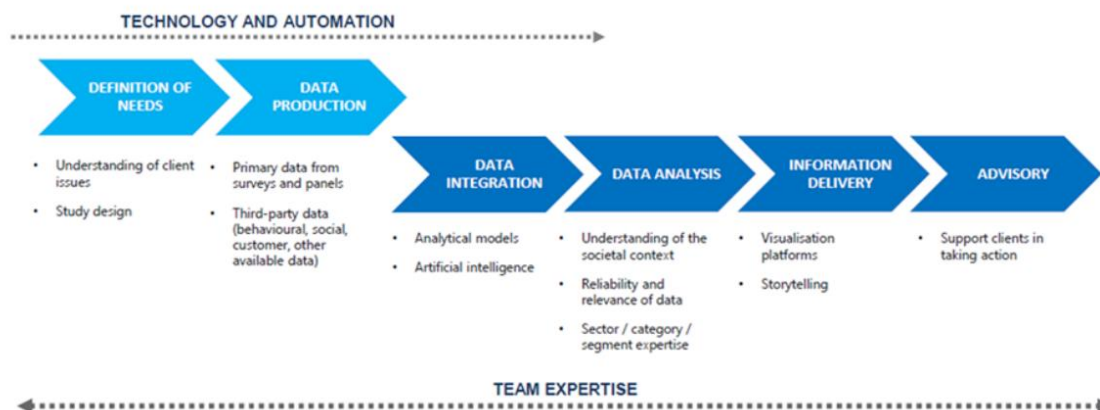 TECHNOLOGY AND AUTOMATION
DEFINITION OF
NEEDS
DATA
PRODUCTION
• Understanding of client
issues
• Study design
• Primary data from
surveys and panels
• Third-party data
(behavioural, social,
customer, other
available data)
DATA
INTEGRATION
DATA ANALYSIS
INFORMATION
DELIVERY
ADVISORY
• Analytical models
• Artificial intelligence
• Understanding of the
societal context
• Reliability and
relevance of data
• Sector / category /
segment expertise
• Visualisation
platforms
• Storytelling
• Support clients in
taking action
TEAM EXPERTISE